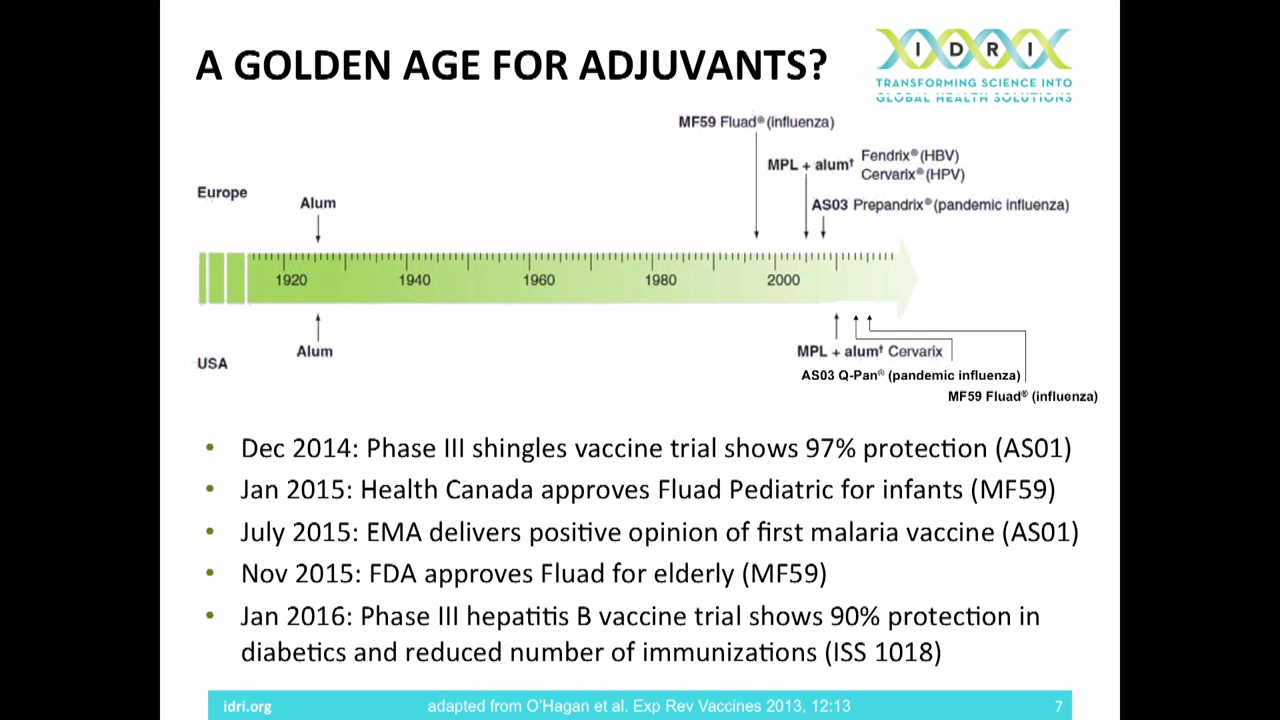 A GOLDEN AGE FOR ADJUVANTS?
I D R I
TRANSFORMING SCIENCE INTO
GLOBAL HEALTH SOLUTIONS
MF59 Fluad® (influenza)
MPL + alum† Fendrix® (HBV)
Cervarix® (HPV)
Europe
Alum
AS03 Prepandrix® (pandemic influenza)
1920 1940 1960 1980 2000
USA
Alum
MPL + alum† Cervarix
AS03 Q-Pan® (pandemic influenza)
MF59 Fluad® (influenza)
• Dec 2014: Phase III shingles vaccine trial shows 97% protection (AS01)
• Jan 2015: Health Canada approves Fluad Pediatric for infants (MF59)
• July 2015: EMA delivers positive opinion of first malaria vaccine (AS01)
• Nov 2015: FDA approves Fluad for elderly (MF59)
• Jan 2016: Phase III hepatitis B vaccine trial shows 90% protection in
diabetics and reduced number of immunizations (ISS 1018)
idri.org adapted from O'Hagan et al. Exp Rev Vaccines 2013, 12:13 7